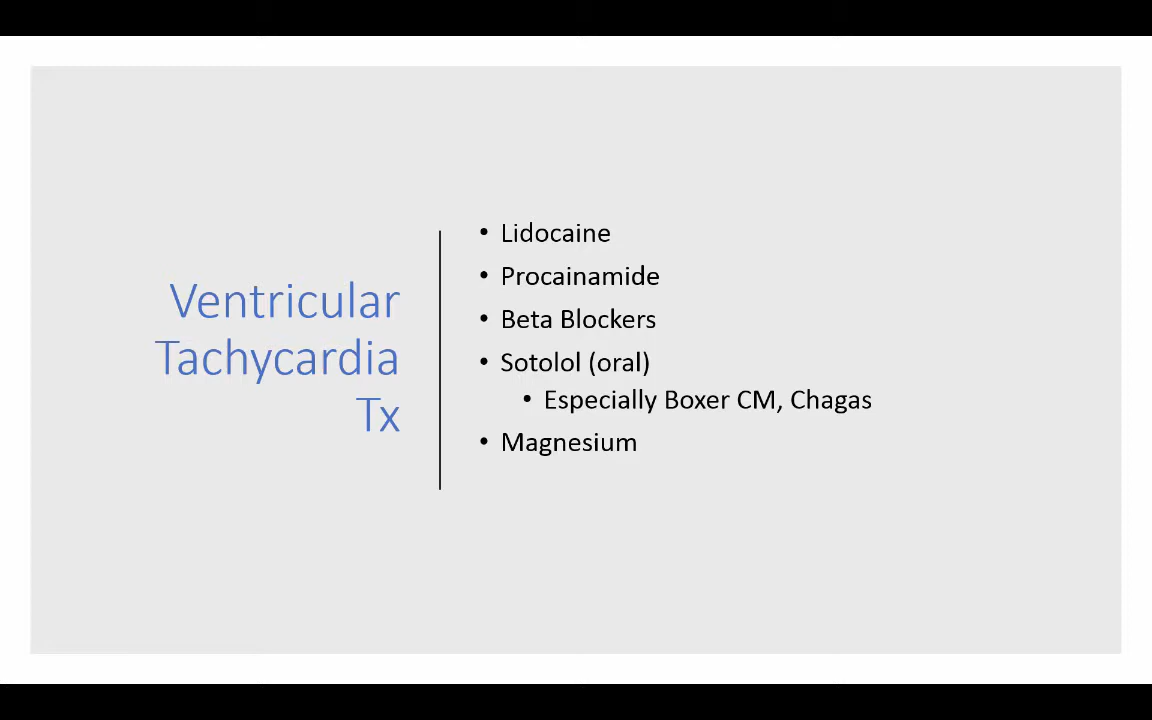 Ventricular
Tachycardia
Tx
• Lidocaine
• Procainamide
• Beta Blockers
• Sotolol (oral)
• Especially Boxer CM, Chagas
• Magnesium